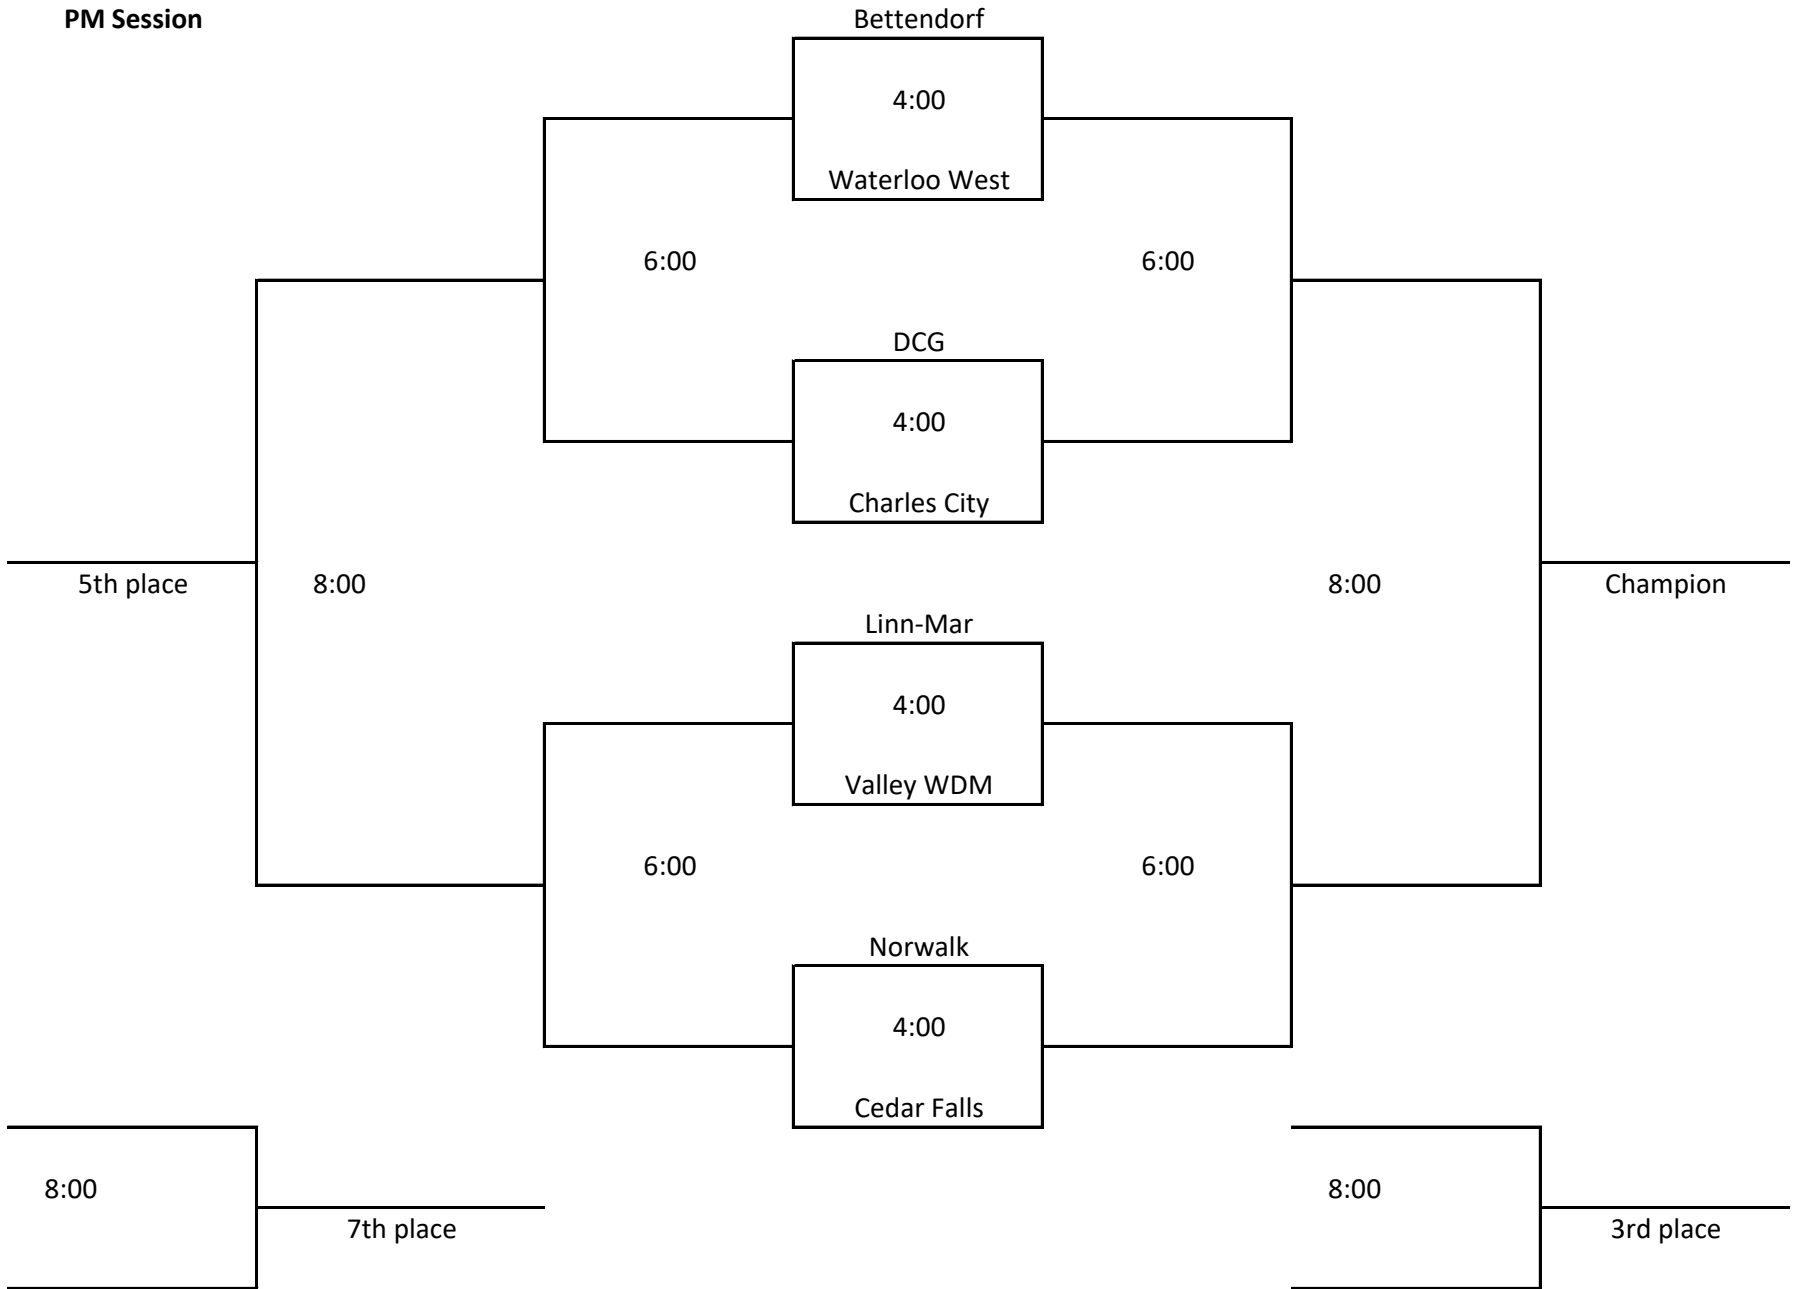 PM Session
Bettendorf
4:00
Waterloo West
6:00 6:00
DCG
4:00
Charles City
5th place 8:00 8:00 Champion
Linn-Mar
4:00
Valley WDM
6:00 6:00
Norwalk
4:00
Cedar Falls
8:00 8:00
7th place 3rd place